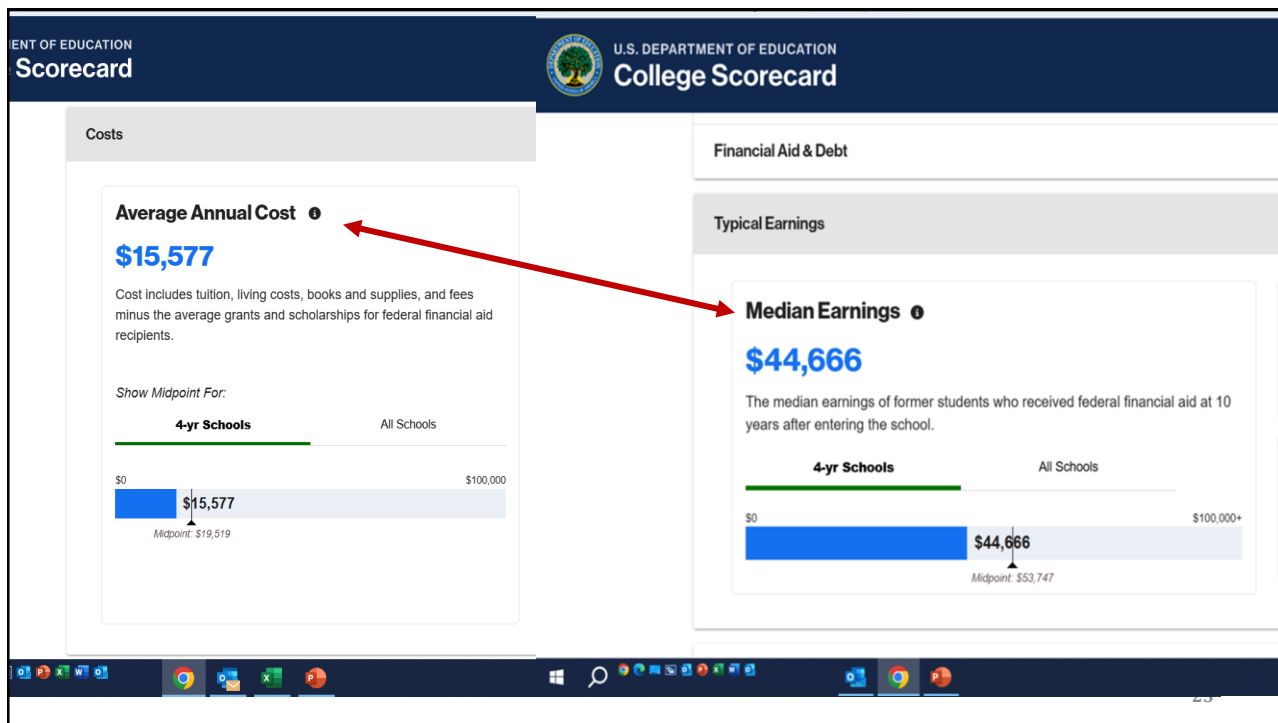 ENT OF EDUCATION
Scorecard
Costs
Average Annual Cost
$15,577
Cost includes tuition, living costs, books and supplies, and fees
minus the average grants and scholarships for federal financial aid
recipients.
Show Midpoint For:
4-yr Schools All Schools
$0 $100,000
$15,577
Midpoint: $19,519
U.S. DEPARTMENT OF EDUCATION
College Scorecard
Financial Aid & Debt
Typical Earnings
Median Earnings
$44,666
The median earnings of former students who received federal financial aid at 10
years after entering the school.
4-yr Schools All Schools
$0 $100,000+
$44,666
Midpoint: $53,747